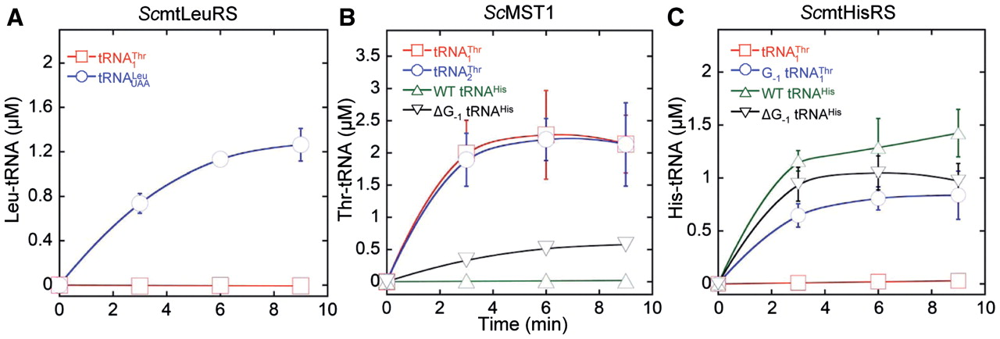 A
ScmtLeuRS
Leu-tRNA (µM)
2
1.6
1.2
0.8
0.4
0
0 2 4 6 8 10
tRNA₁ᵀʰʳ
tRNAᴸᵉᵘUAA
B
ScMST1
Thr-tRNA (µM)
3.5
3
2.5
2
1.5
1
0.5
0
0 2 4 6 8 10
tRNA₁ᵀʰʳ
tRNA₂ᵀʰʳ
WT tRNAᴴⁱˢ
ΔG₋₁ tRNAᴴⁱˢ
Time (min)
C
ScmtHisRS
His-tRNA (µM)
2
1.5
1
0.5
0
0 2 4 6 8 10
tRNA₁ᵀʰʳ
G₋₁ tRNA₁ᵀʰʳ
WT tRNAᴴⁱˢ
ΔG₋₁ tRNAᴴⁱˢ